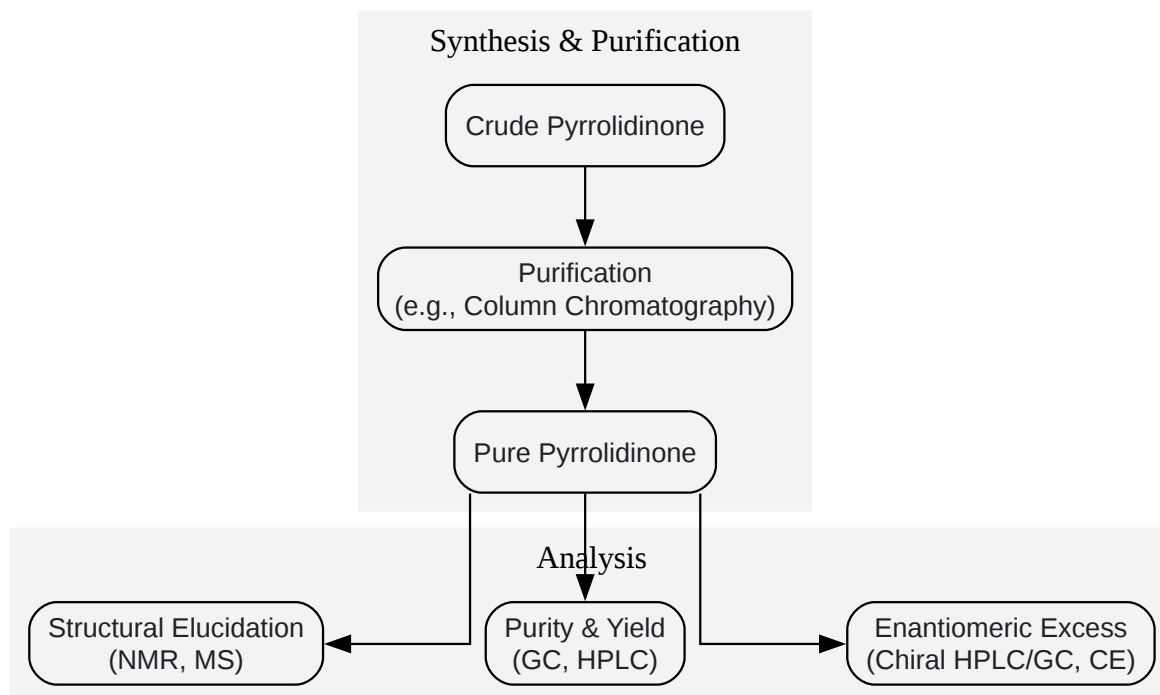 Synthesis & Purification
Crude Pyrrolidinone
Purification
(e.g., Column Chromatography)
Pure Pyrrolidinone
Analysis
Structural Elucidation
(NMR, MS)
Purity & Yield
(GC, HPLC)
Enantiomeric Excess
(Chiral HPLC/GC, CE)